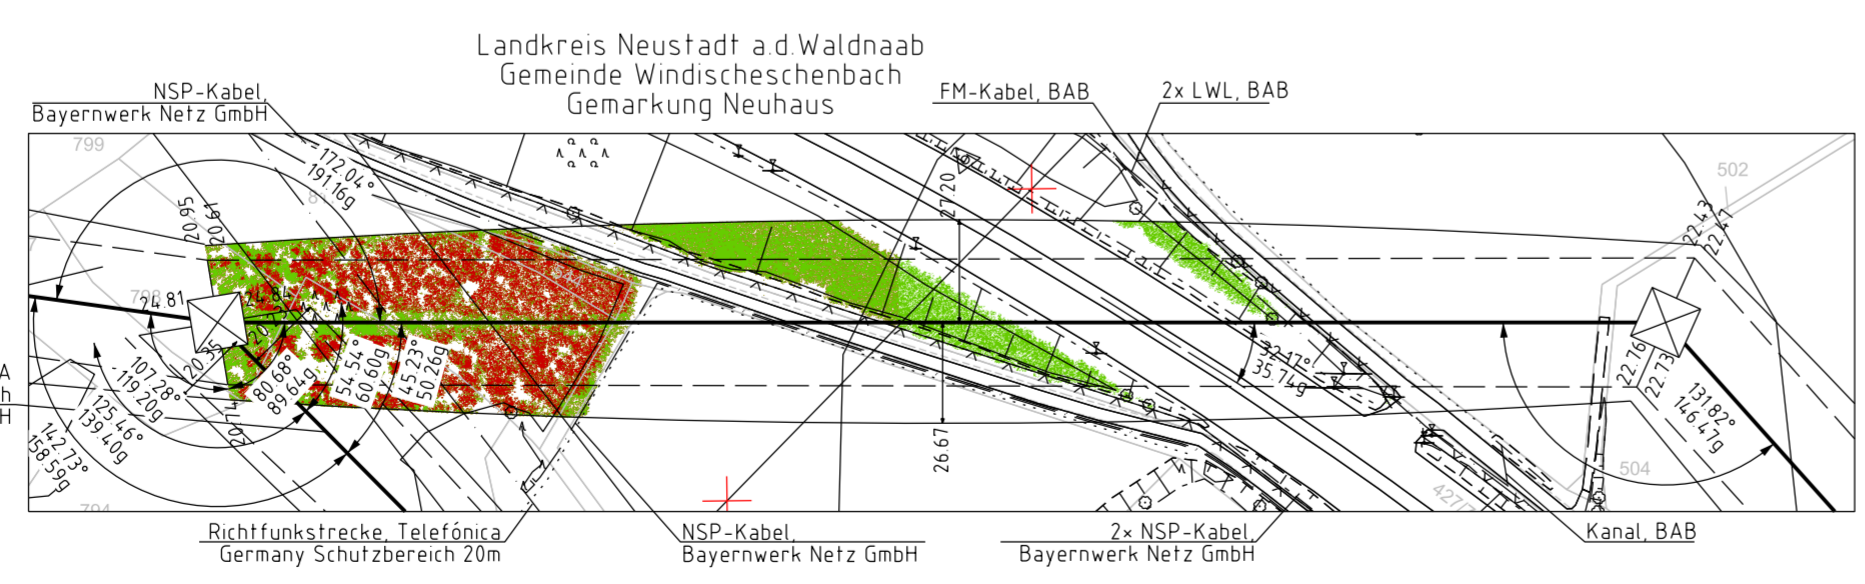 Landkreis Neustadt a.d.Waldnaab
Gemeinde Windischeschenbach
Gemarkung Neuhaus
NSP-Kabel,
Bayernwerk Netz GmbH
FM-Kabel, BAB
2x LWL, BAB
799
172.04°
191.16g
20.95
20.67
27.20
502
22.43
22.47
24.81
24.84
20.35
107.28°
119.20g
125.46°
139.40g
142.73°
158.59g
80.68°
89.64g
54.54°
60.60g
45.23°
50.26g
32.17°
35.74g
22.76
22.73
131.82°
146.47g
26.67
504
A
h
H
794
Richtfunkstrecke, Telefónica
Germany Schutzbereich 20m
NSP-Kabel,
Bayernwerk Netz GmbH
2x NSP-Kabel,
Bayernwerk Netz GmbH
Kanal, BAB